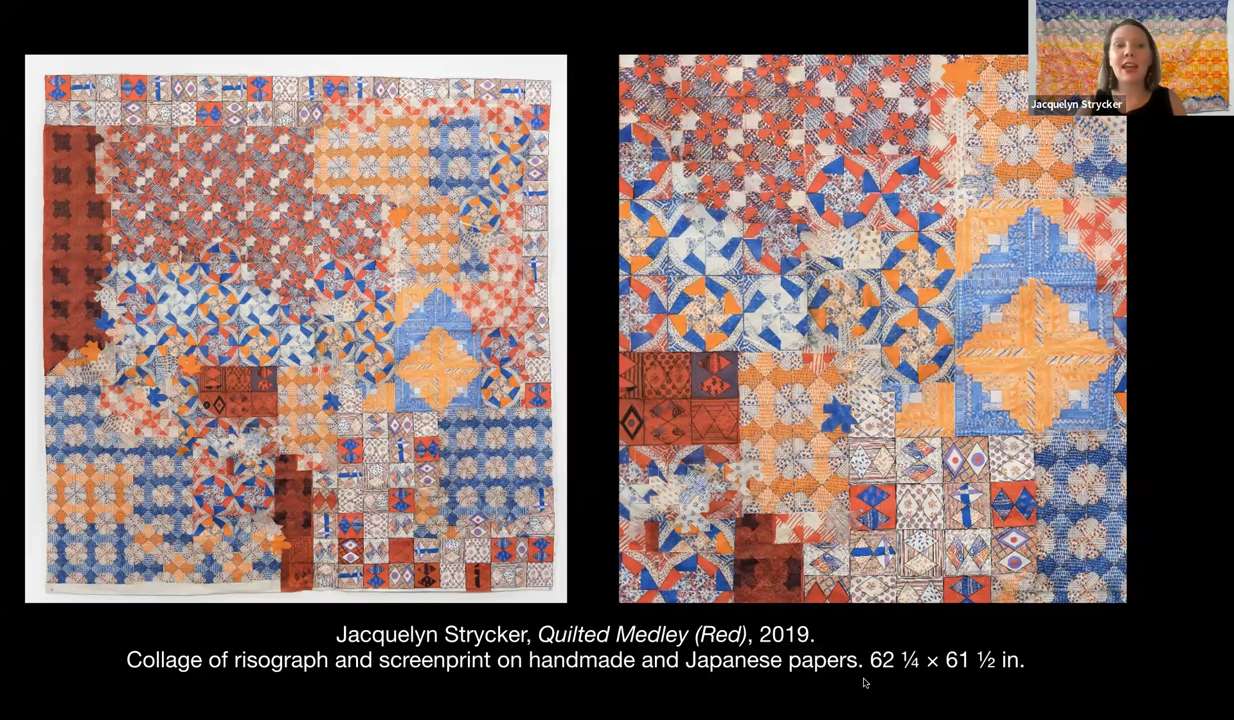 Jacquelyn Strycker
Jacquelyn Strycker, Quilted Medley (Red), 2019.
Collage of risograph and screenprint on handmade and Japanese papers. 62 ¼ × 61 ½ in.